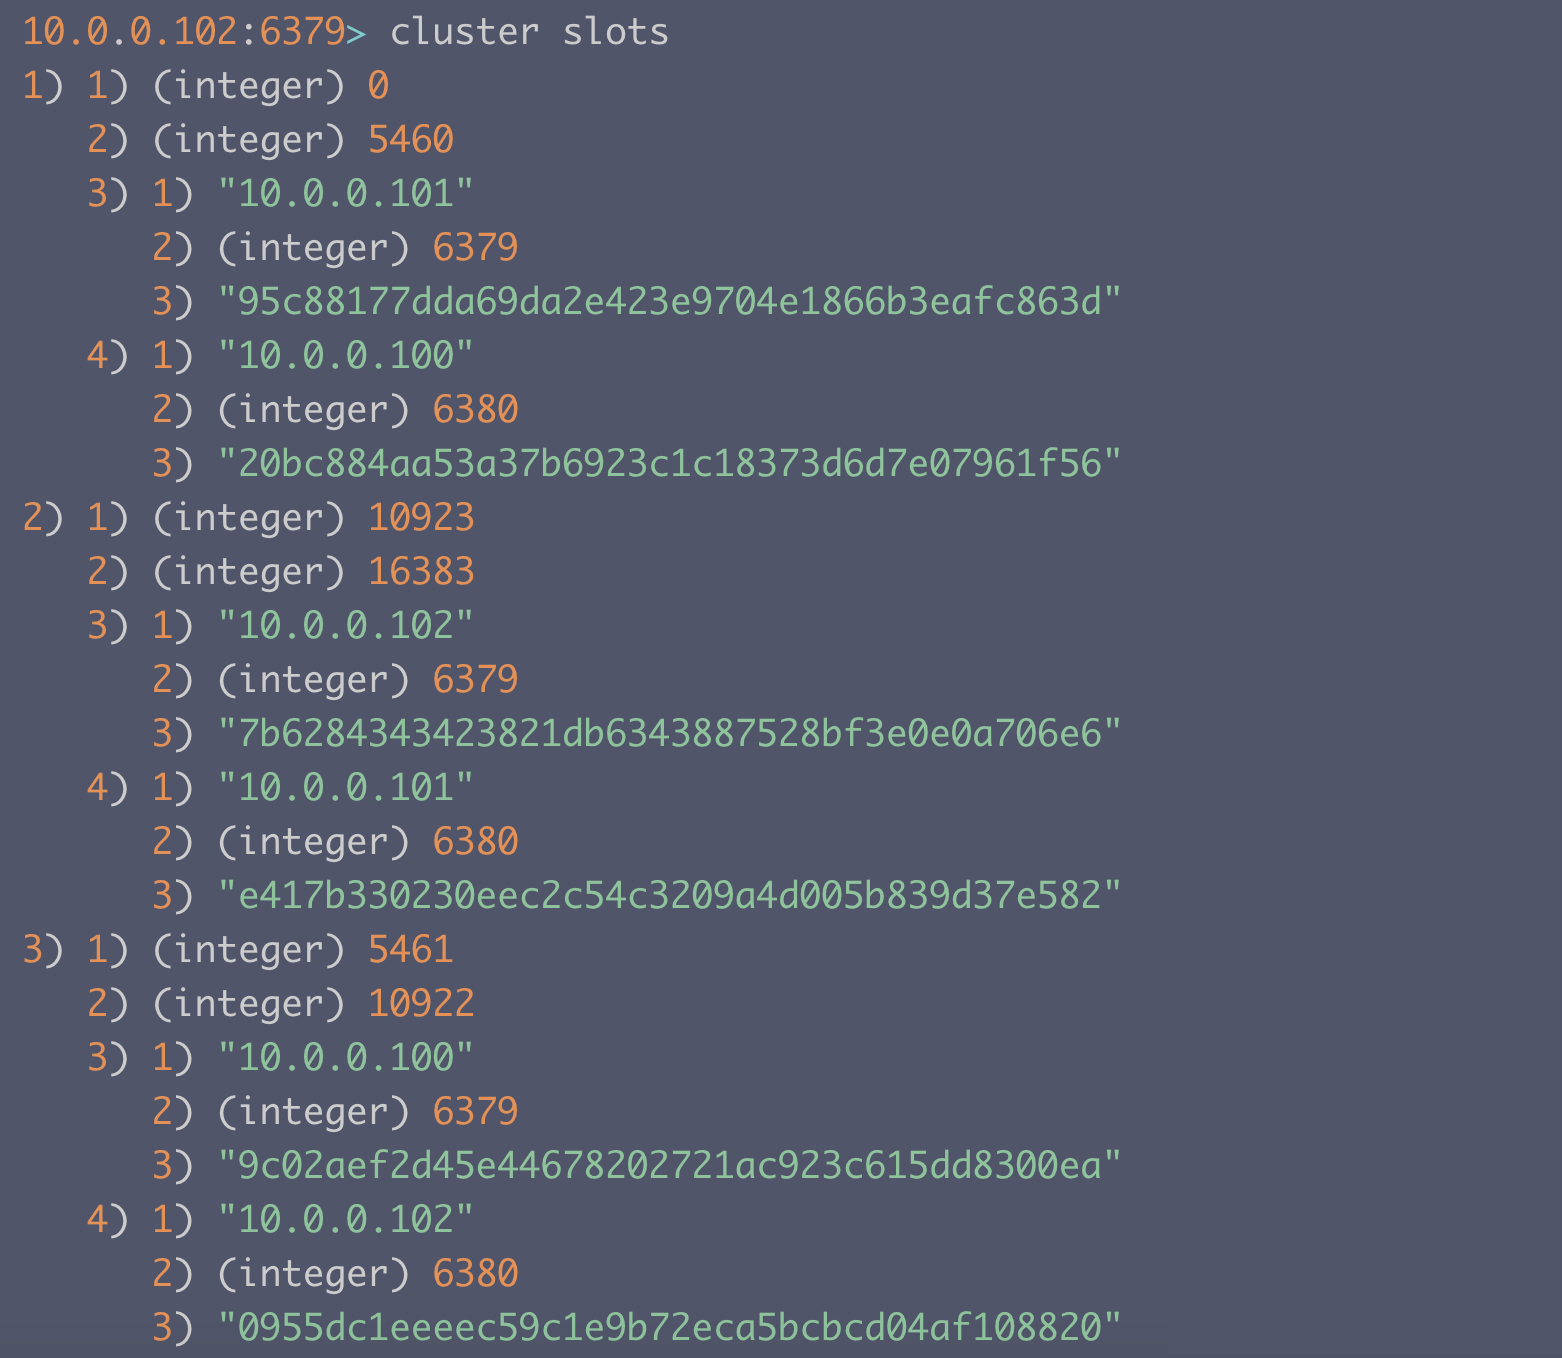 10.0.0.102:6379> cluster slots
1) 1) (integer) 0
   2) (integer) 5460
   3) 1) "10.0.0.101"
      2) (integer) 6379
      3) "95c88177dda69da2e423e9704e1866b3eafc863d"
   4) 1) "10.0.0.100"
      2) (integer) 6380
      3) "20bc884aa53a37b6923c1c18373d6d7e07961f56"
2) 1) (integer) 10923
   2) (integer) 16383
   3) 1) "10.0.0.102"
      2) (integer) 6379
      3) "7b6284343423821db6343887528bf3e0e0a706e6"
   4) 1) "10.0.0.101"
      2) (integer) 6380
      3) "e417b330230eec2c54c3209a4d005b839d37e582"
3) 1) (integer) 5461
   2) (integer) 10922
   3) 1) "10.0.0.100"
      2) (integer) 6379
      3) "9c02aef2d45e44678202721ac923c615dd8300ea"
   4) 1) "10.0.0.102"
      2) (integer) 6380
      3) "0955dc1eeeec59c1e9b72eca5bcbcd04af108820"